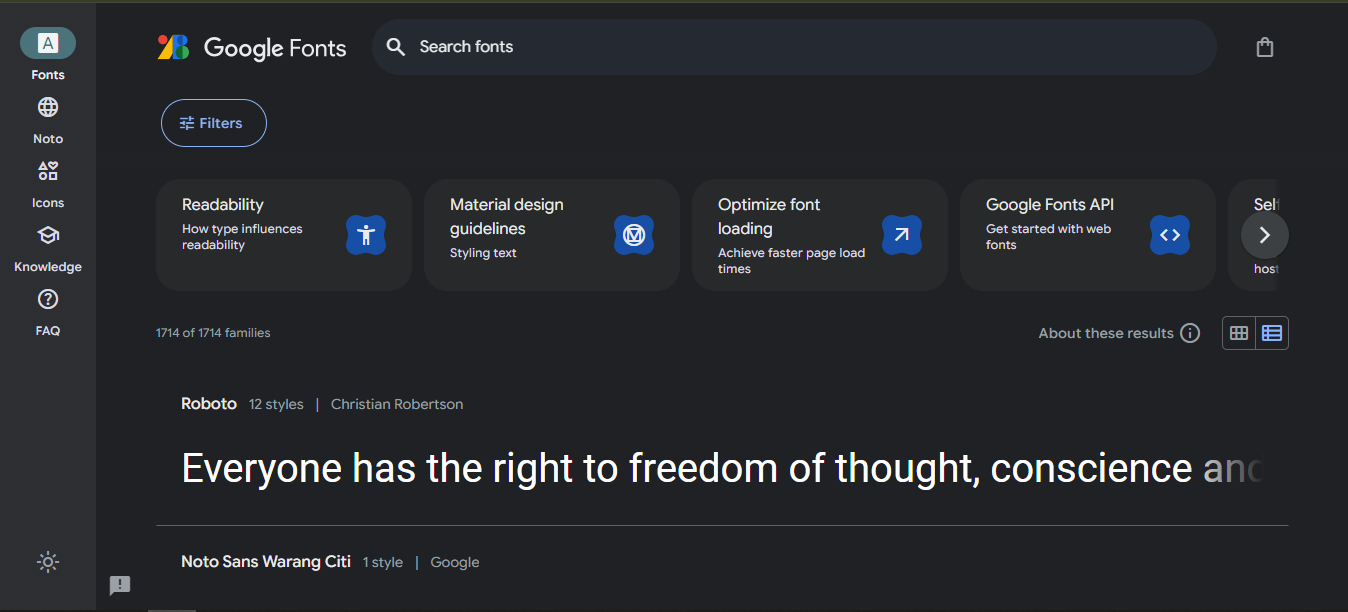 A
Fonts
Noto
Icons
Knowledge
FAQ
Google Fonts
Search fonts
Filters
Readability
How type influences
readability
Material design
guidelines
Styling text
Optimize font
loading
Achieve faster page load
times
Google Fonts API
Get started with web
fonts
Self
host
1714 of 1714 families
About these results
Roboto 12 styles | Christian Robertson
Everyone has the right to freedom of thought, conscience and
Noto Sans Warang Citi 1 style | Google